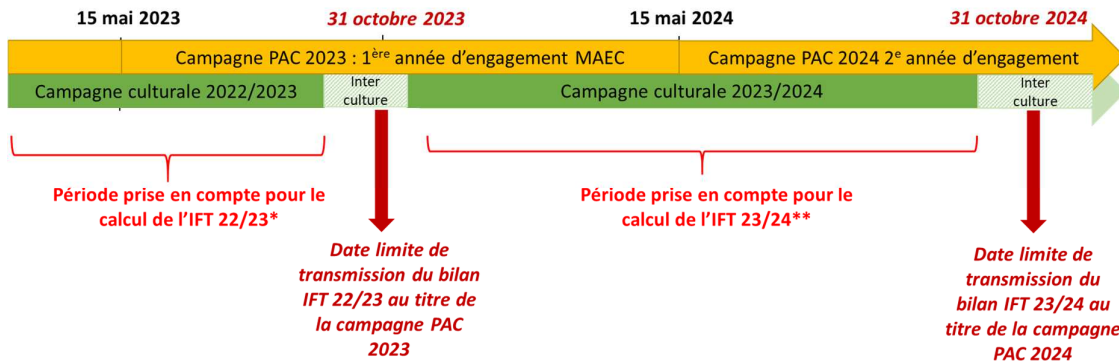 15 mai 2023
31 octobre 2023
15 mai 2024
31 octobre 2024
Campagne PAC 2023 : 1ère année d'engagement MAEC
Campagne PAC 2024 2e année d'engagement
Campagne culturale 2022/2023
Inter
culture
Campagne culturale 2023/2024
Inter
culture
Période prise en compte pour le
calcul de l'IFT 22/23*
Période prise en compte pour le
calcul de l'IFT 23/24**
Date limite de
transmission du bilan
IFT 22/23 au titre de
la campagne PAC
2023
Date limite de
transmission du
bilan IFT 23/24 au
titre de la campagne
PAC 2024